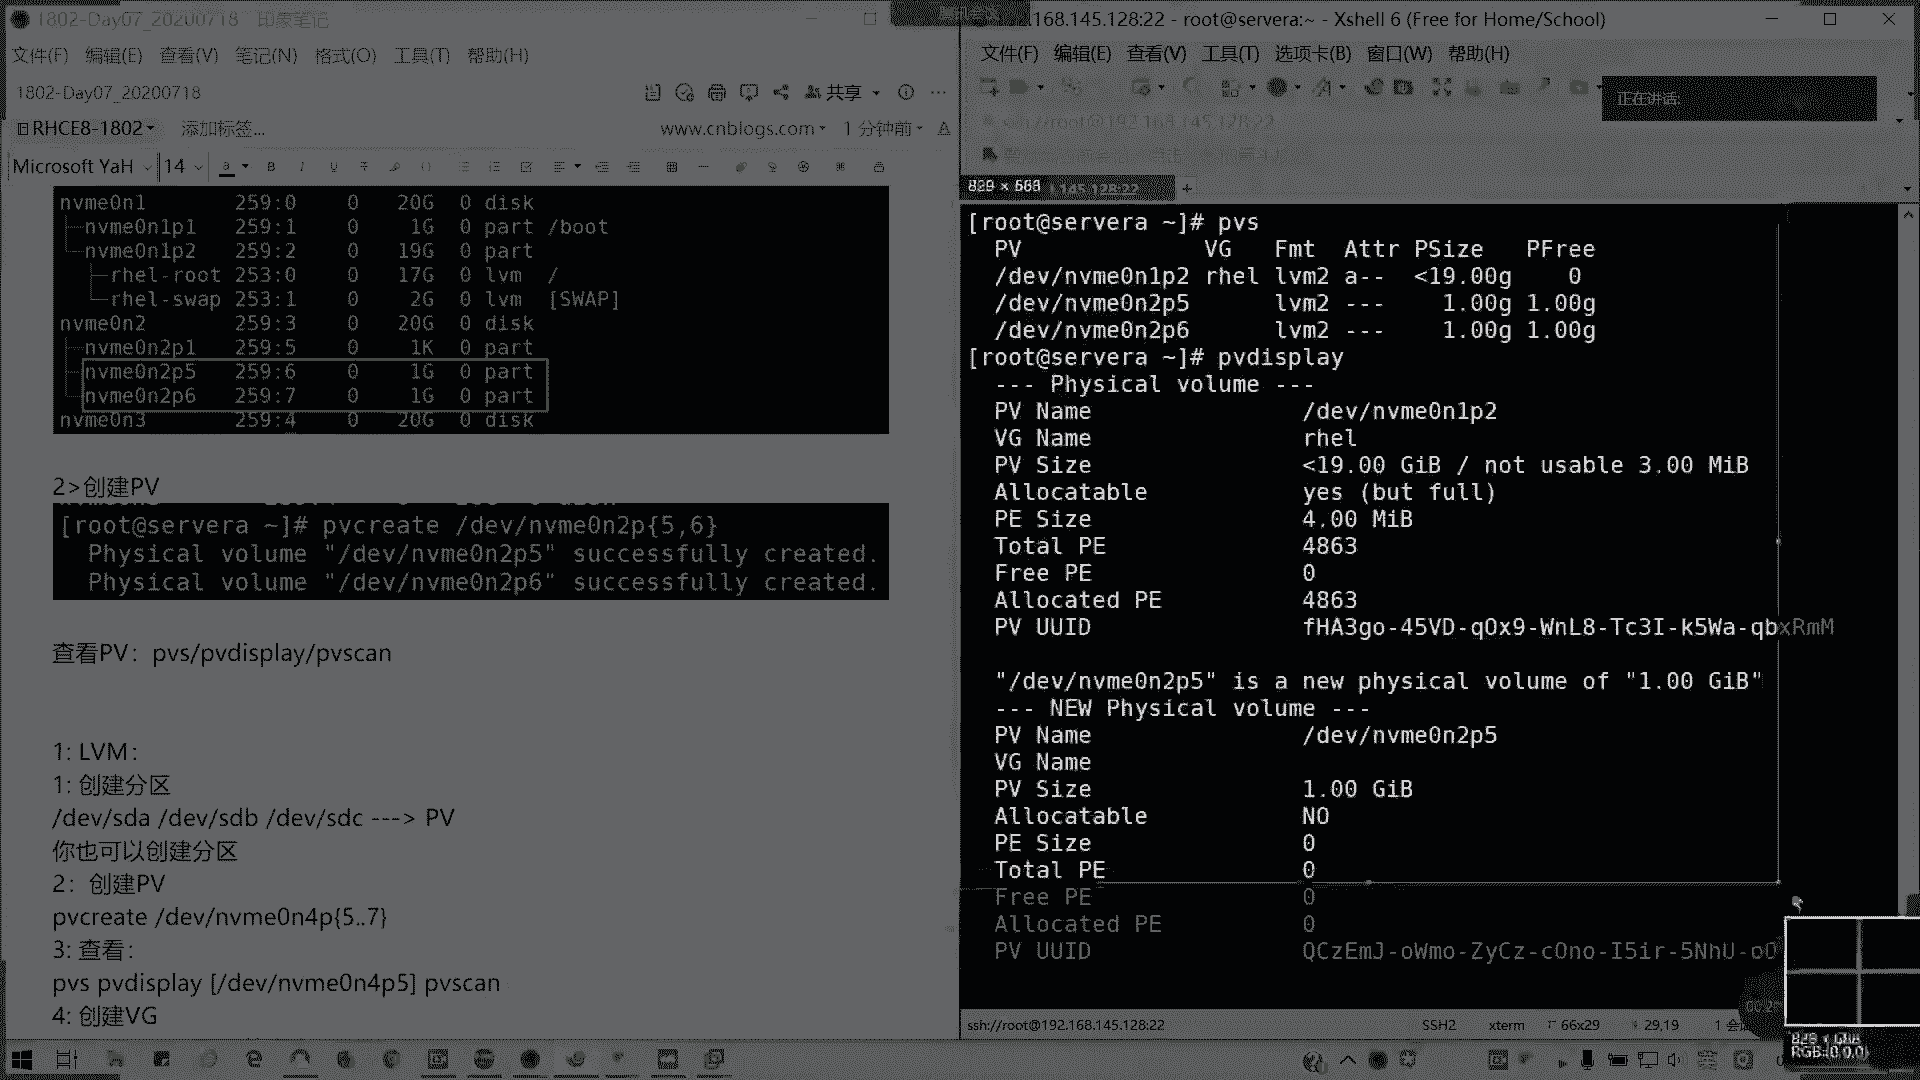 1802-Day07_20200718 - 印象笔记
文件(F) 编辑(E) 查看(V) 笔记(N) 格式(O) 工具(T) 帮助(H)
1802-Day07_20200718
共享
RHCE8-1802 添加标签...
www.cnblogs.com 1 分钟前
Microsoft YaH 14
nvme0n1 259:0 0 20G 0 disk
├─nvme0n1p1 259:1 0 1G 0 part /boot
└─nvme0n1p2 259:2 0 19G 0 part
├─rhel-root 253:0 0 17G 0 lvm /
└─rhel-swap 253:1 0 2G 0 lvm [SWAP]
nvme0n2 259:3 0 20G 0 disk
├─nvme0n2p1 259:5 0 1K 0 part
├─nvme0n2p5 259:6 0 1G 0 part
└─nvme0n2p6 259:7 0 1G 0 part
nvme0n3 259:4 0 20G 0 disk
2>创建PV
[root@servera ~]# pvcreate /dev/nvme0n2p{5,6}
Physical volume "/dev/nvme0n2p5" successfully created.
Physical volume "/dev/nvme0n2p6" successfully created.
查看PV：pvs/pvdisplay/pvscan
1: LVM：
1: 创建分区
/dev/sda /dev/sdb /dev/sdc ---> PV
你也可以创建分区
2：创建PV
pvcreate /dev/nvme0n4p{5..7}
3: 查看：
pvs pvdisplay [/dev/nvme0n4p5] pvscan
4: 创建VG
.168.145.128:22 - root@servera:~ - Xshell 6 (Free for Home/School)
文件(F) 编辑(E) 查看(V) 工具(T) 选项卡(B) 窗口(W) 帮助(H)
正在讲话:
ssh://root@192.168.145.128:22
145.128:22
[root@servera ~]# pvs
PV VG Fmt Attr PSize PFree
/dev/nvme0n1p2 rhel lvm2 a-- <19.00g 0
/dev/nvme0n2p5 lvm2 --- 1.00g 1.00g
/dev/nvme0n2p6 lvm2 --- 1.00g 1.00g
[root@servera ~]# pvdisplay
--- Physical volume ---
PV Name /dev/nvme0n1p2
VG Name rhel
PV Size <19.00 GiB / not usable 3.00 MiB
Allocatable yes (but full)
PE Size 4.00 MiB
Total PE 4863
Free PE 0
Allocated PE 4863
PV UUID fHA3go-45VD-qOx9-WnL8-Tc3I-k5Wa-qbxRmM
"/dev/nvme0n2p5" is a new physical volume of "1.00 GiB"
--- NEW Physical volume ---
PV Name /dev/nvme0n2p5
VG Name
PV Size 1.00 GiB
Allocatable NO
PE Size 0
Total PE 0
Free PE 0
Allocated PE 0
PV UUID QCzEmJ-oWmo-ZyCz-cOno-I5ir-5NhU-oO
ssh://root@192.168.145.128:22 SSH2 xterm 66x29 29,19
RGB:(0,0,0)